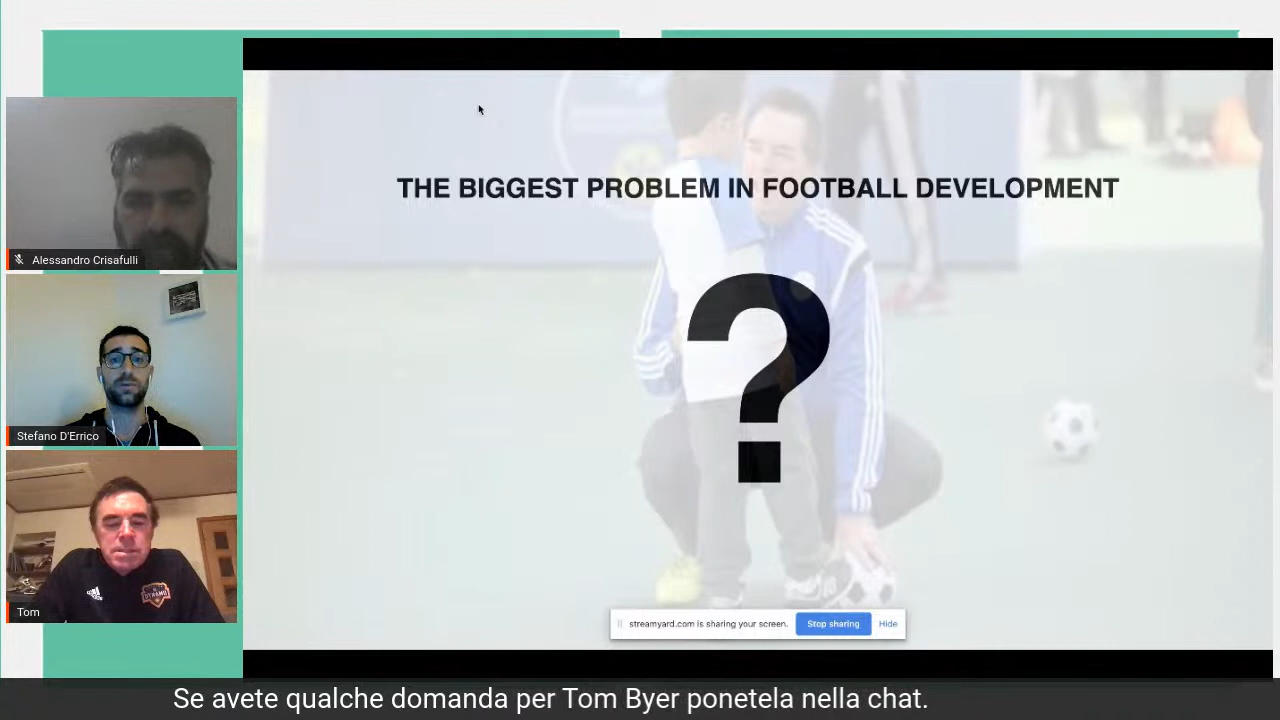 THE BIGGEST PROBLEM IN FOOTBALL DEVELOPMENT
?
Alessandro Crisafulli
Stefano D'Errico
Tom
DYNAMO
streamyard.com is sharing your screen.
Stop sharing
Hide
Se avete qualche domanda per Tom Byer ponetela nella chat.